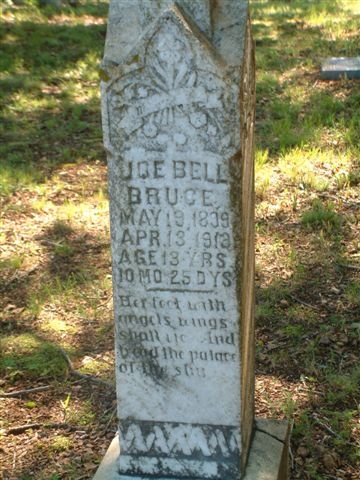 JOE BELL
BRUCE
MAY 19, 1899
APR. 13, 1913
AGE 13 YRS
10 MO. 25 DYS
Her feet with
angels wings
shall vie And
tread the palace
of the sky